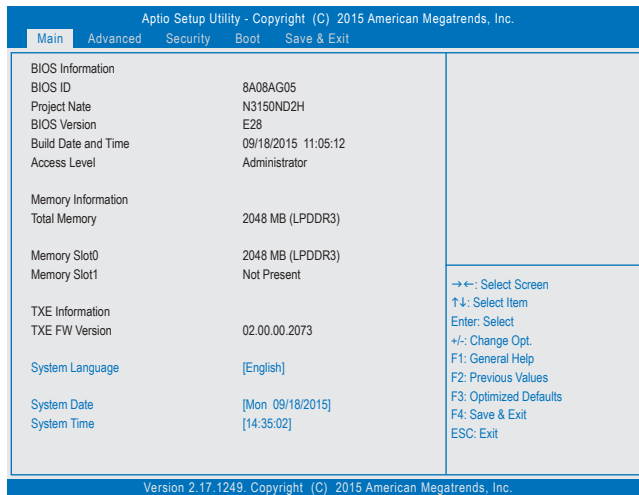 Aptio Setup Utility - Copyright (C) 2015 American Megatrends, Inc.
Main Advanced Security Boot Save & Exit
BIOS Information
BIOS ID 8A08AG05
Project Nate N3150ND2H
BIOS Version E28
Build Date and Time 09/18/2015 11:05:12
Access Level Administrator
Memory Information
Total Memory 2048 MB (LPDDR3)
Memory Slot0 2048 MB (LPDDR3)
Memory Slot1 Not Present
TXE Information
TXE FW Version 02.00.00.2073
System Language [English]
System Date [Mon 09/18/2015]
System Time [14:35:02]
→←: Select Screen
↑↓: Select Item
Enter: Select
+/-: Change Opt.
F1: General Help
F2: Previous Values
F3: Optimized Defaults
F4: Save & Exit
ESC: Exit
Version 2.17.1249. Copyright (C) 2015 American Megatrends, Inc.